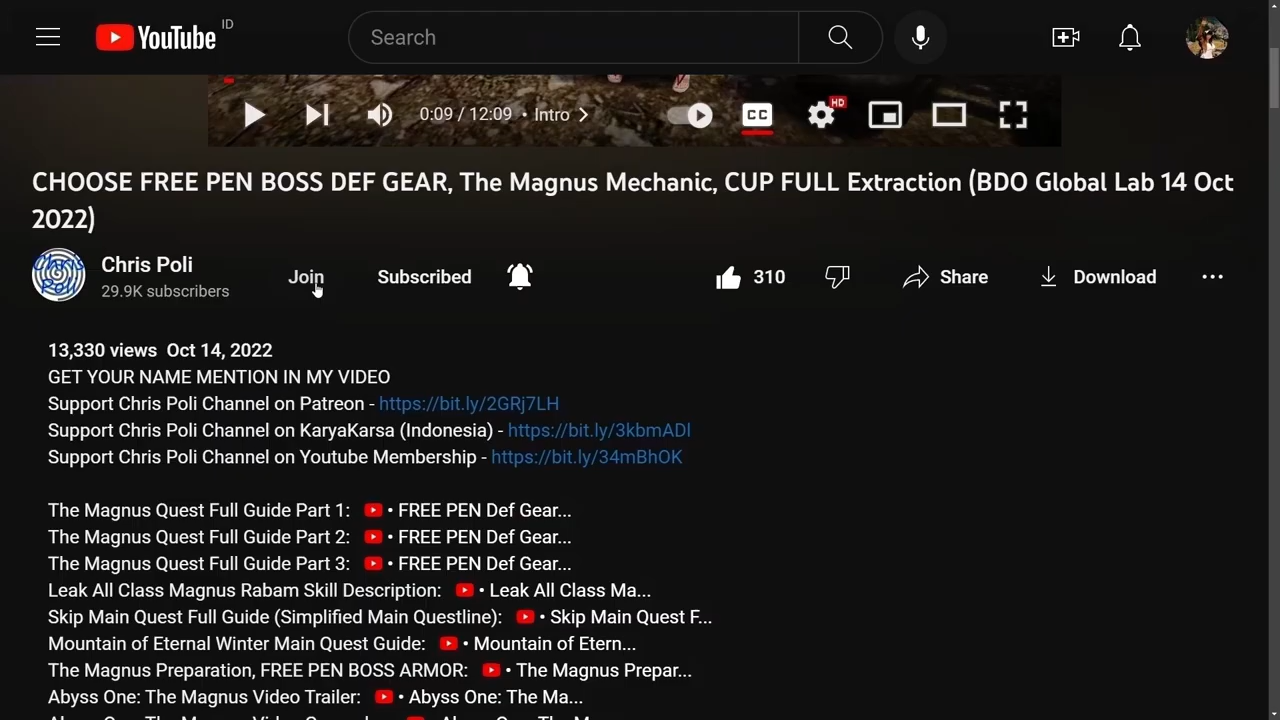 YouTube ID
Search
0:09 / 12:09 • Intro
CC
HD
CHOOSE FREE PEN BOSS DEF GEAR, The Magnus Mechanic, CUP FULL Extraction (BDO Global Lab 14 Oct
2022)
Chris Poli
29.9K subscribers
Join
Subscribed
310
Share
Download
13,330 views Oct 14, 2022
GET YOUR NAME MENTION IN MY VIDEO
Support Chris Poli Channel on Patreon - https://bit.ly/2GRj7LH
Support Chris Poli Channel on KaryaKarsa (Indonesia) - https://bit.ly/3kbmADl
Support Chris Poli Channel on Youtube Membership - https://bit.ly/34mBhOK
The Magnus Quest Full Guide Part 1: • FREE PEN Def Gear...
The Magnus Quest Full Guide Part 2: • FREE PEN Def Gear...
The Magnus Quest Full Guide Part 3: • FREE PEN Def Gear...
Leak All Class Magnus Rabam Skill Description: • Leak All Class Ma...
Skip Main Quest Full Guide (Simplified Main Questline): • Skip Main Quest F...
Mountain of Eternal Winter Main Quest Guide: • Mountain of Etern...
The Magnus Preparation, FREE PEN BOSS ARMOR: • The Magnus Prepar...
Abyss One: The Magnus Video Trailer: • Abyss One: The Ma...